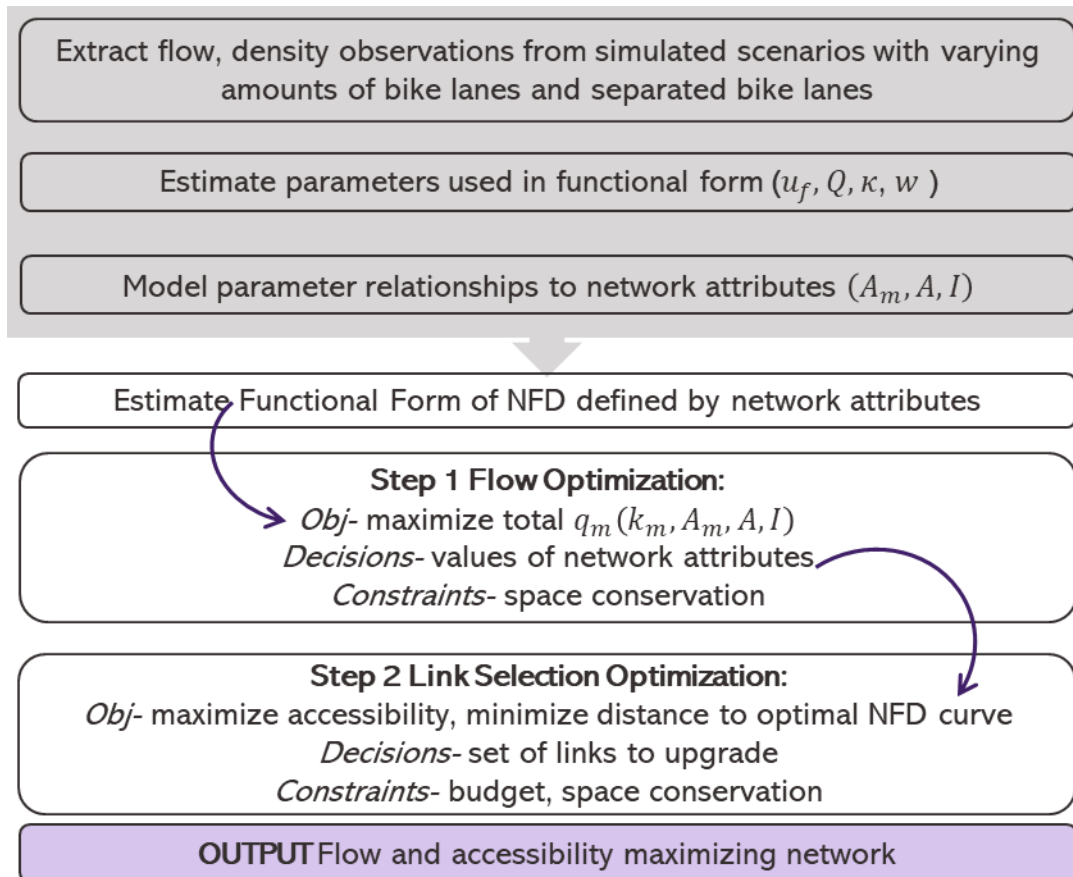 Extract flow, density observations from simulated scenarios with varying
amounts of bike lanes and separated bike lanes
Estimate parameters used in functional form (u_f, Q, κ, w )
Model parameter relationships to network attributes (A_m, A, I)
Estimate Functional Form of NFD defined by network attributes
Step 1 Flow Optimization:
Obj- maximize total q_m(k_m, A_m, A, I)
Decisions- values of network attributes
Constraints- space conservation
Step 2 Link Selection Optimization:
Obj- maximize accessibility, minimize distance to optimal NFD curve
Decisions- set of links to upgrade
Constraints- budget, space conservation
OUTPUT Flow and accessibility maximizing network